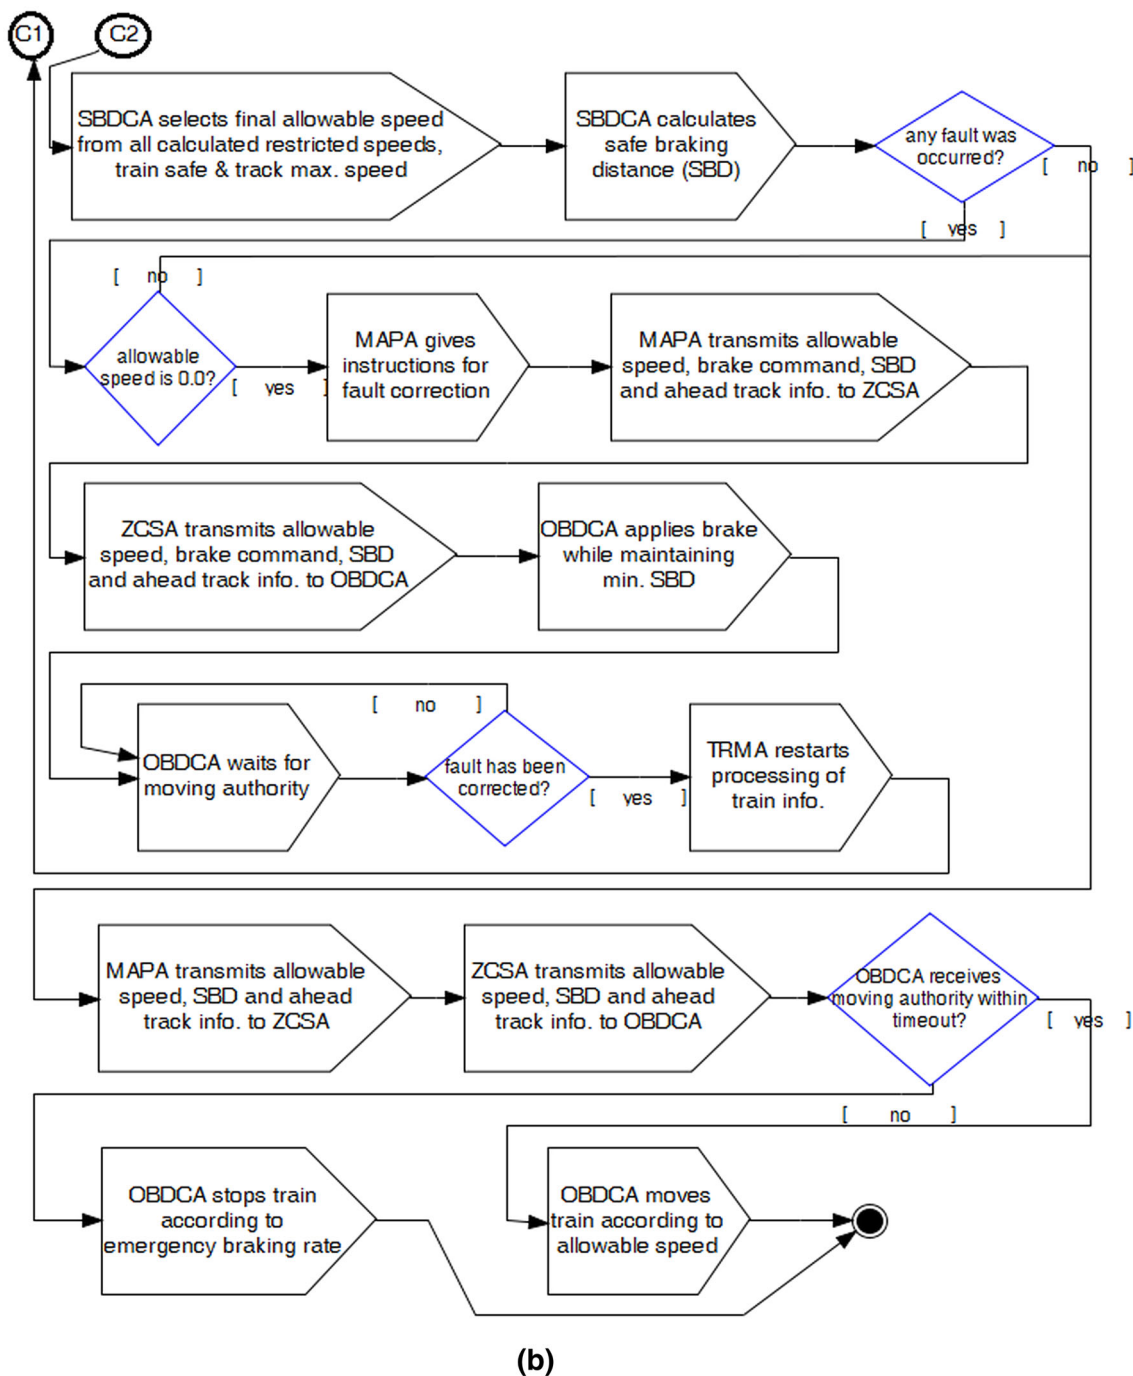 C1
C2
SBDCA selects final allowable speed
from all calculated restricted speeds,
train safe & track max. speed
SBDCA calculates
safe braking
distance (SBD)
any fault was
occurred?
[ no ]
[ yes ]
[ no ]
allowable
speed is 0.0?
[ yes ]
MAPA gives
instructions for
fault correction
MAPA transmits allowable
speed, brake command, SBD
and ahead track info. to ZCSA
ZCSA transmits allowable
speed, brake command, SBD
and ahead track info. to OBDCA
OBDCA applies brake
while maintaining
min. SBD
[ no ]
OBDCA waits for
moving authority
fault has been
corrected?
[ yes ]
TRMA restarts
processing of
train info.
MAPA transmits allowable
speed, SBD and ahead
track info. to ZCSA
ZCSA transmits allowable
speed, SBD and ahead
track info. to OBDCA
OBDCA receives
moving authority within
timeout?
[ yes ]
[ no ]
OBDCA stops train
according to
emergency braking rate
OBDCA moves
train according to
allowable speed
(b)